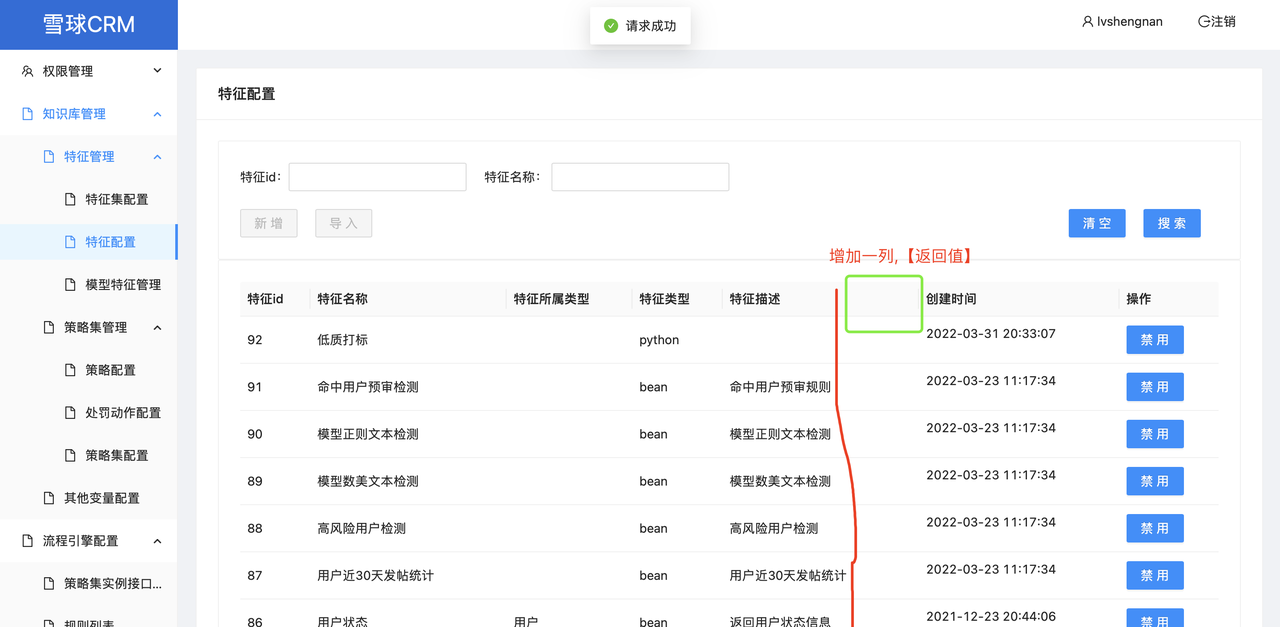 雪球CRM
请求成功
lvshengnan
注销
权限管理
知识库管理
特征管理
特征集配置
特征配置
模型特征管理
策略集管理
策略配置
处罚动作配置
策略集配置
其他变量配置
流程引擎配置
策略集实例接口...
规则列表
特征配置
特征id:
特征名称:
新增
导入
清空
搜索
增加一列,【返回值】
特征id 特征名称 特征所属类型 特征类型 特征描述 创建时间 操作
92 低质打标 python 2022-03-31 20:33:07 禁用
91 命中用户预审检测 bean 命中用户预审规则 2022-03-23 11:17:34 禁用
90 模型正则文本检测 bean 模型正则文本检测 2022-03-23 11:17:34 禁用
89 模型数美文本检测 bean 模型数美文本检测 2022-03-23 11:17:34 禁用
88 高风险用户检测 bean 高风险用户检测 2022-03-23 11:17:34 禁用
87 用户近30天发帖统计 bean 用户近30天发帖统计 2022-03-23 11:17:34 禁用
86 用户状态 用户 bean 返回用户状态信息 2021-12-23 20:44:06 禁用